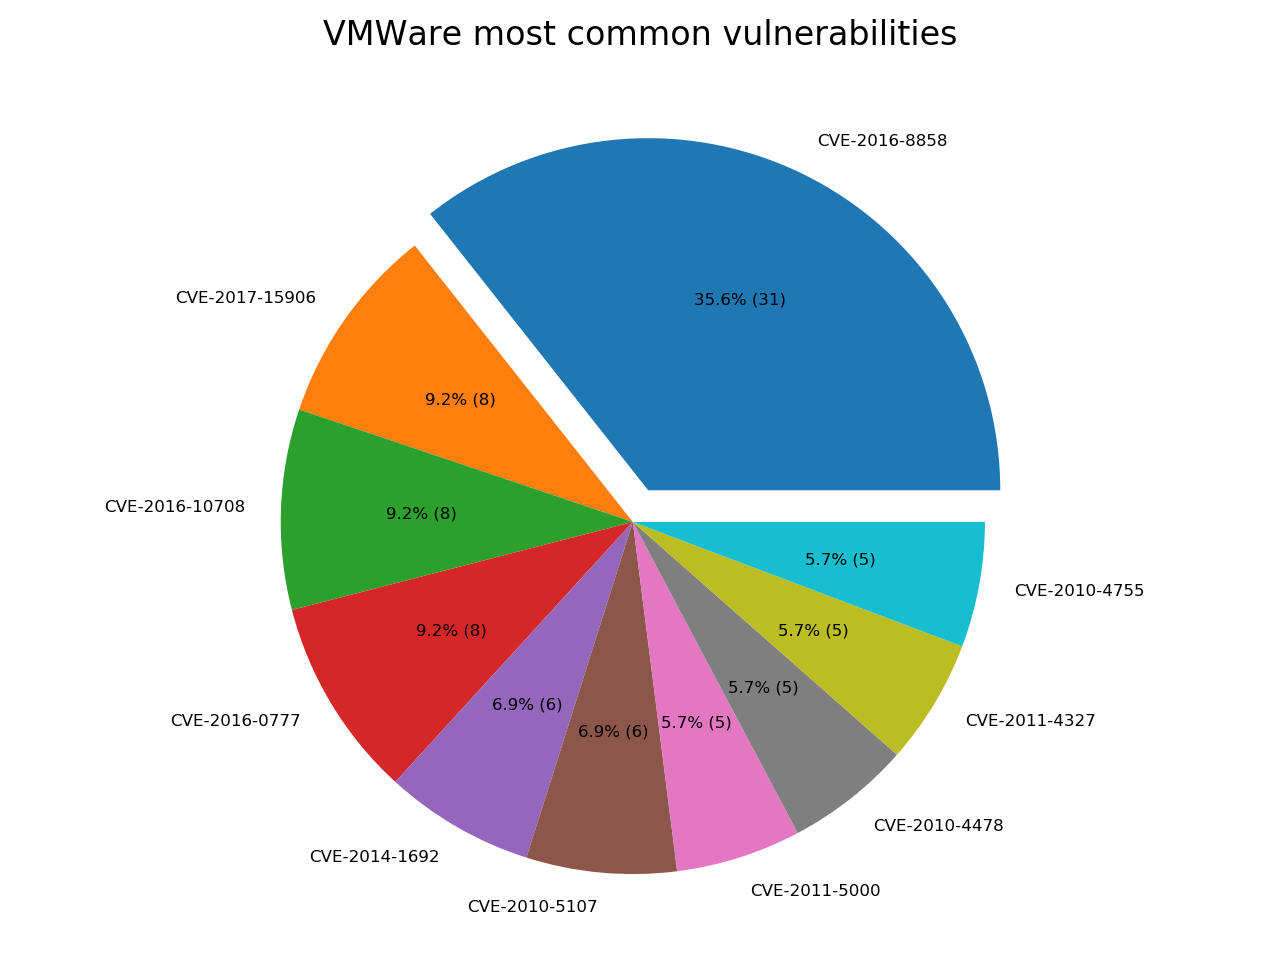 VMWare most common vulnerabilities
CVE-2016-8858
35.6% (31)
CVE-2017-15906
9.2% (8)
CVE-2016-10708
9.2% (8)
CVE-2016-0777
9.2% (8)
CVE-2014-1692
6.9% (6)
CVE-2010-5107
6.9% (6)
CVE-2011-5000
5.7% (5)
CVE-2010-4478
5.7% (5)
CVE-2011-4327
5.7% (5)
CVE-2010-4755
5.7% (5)